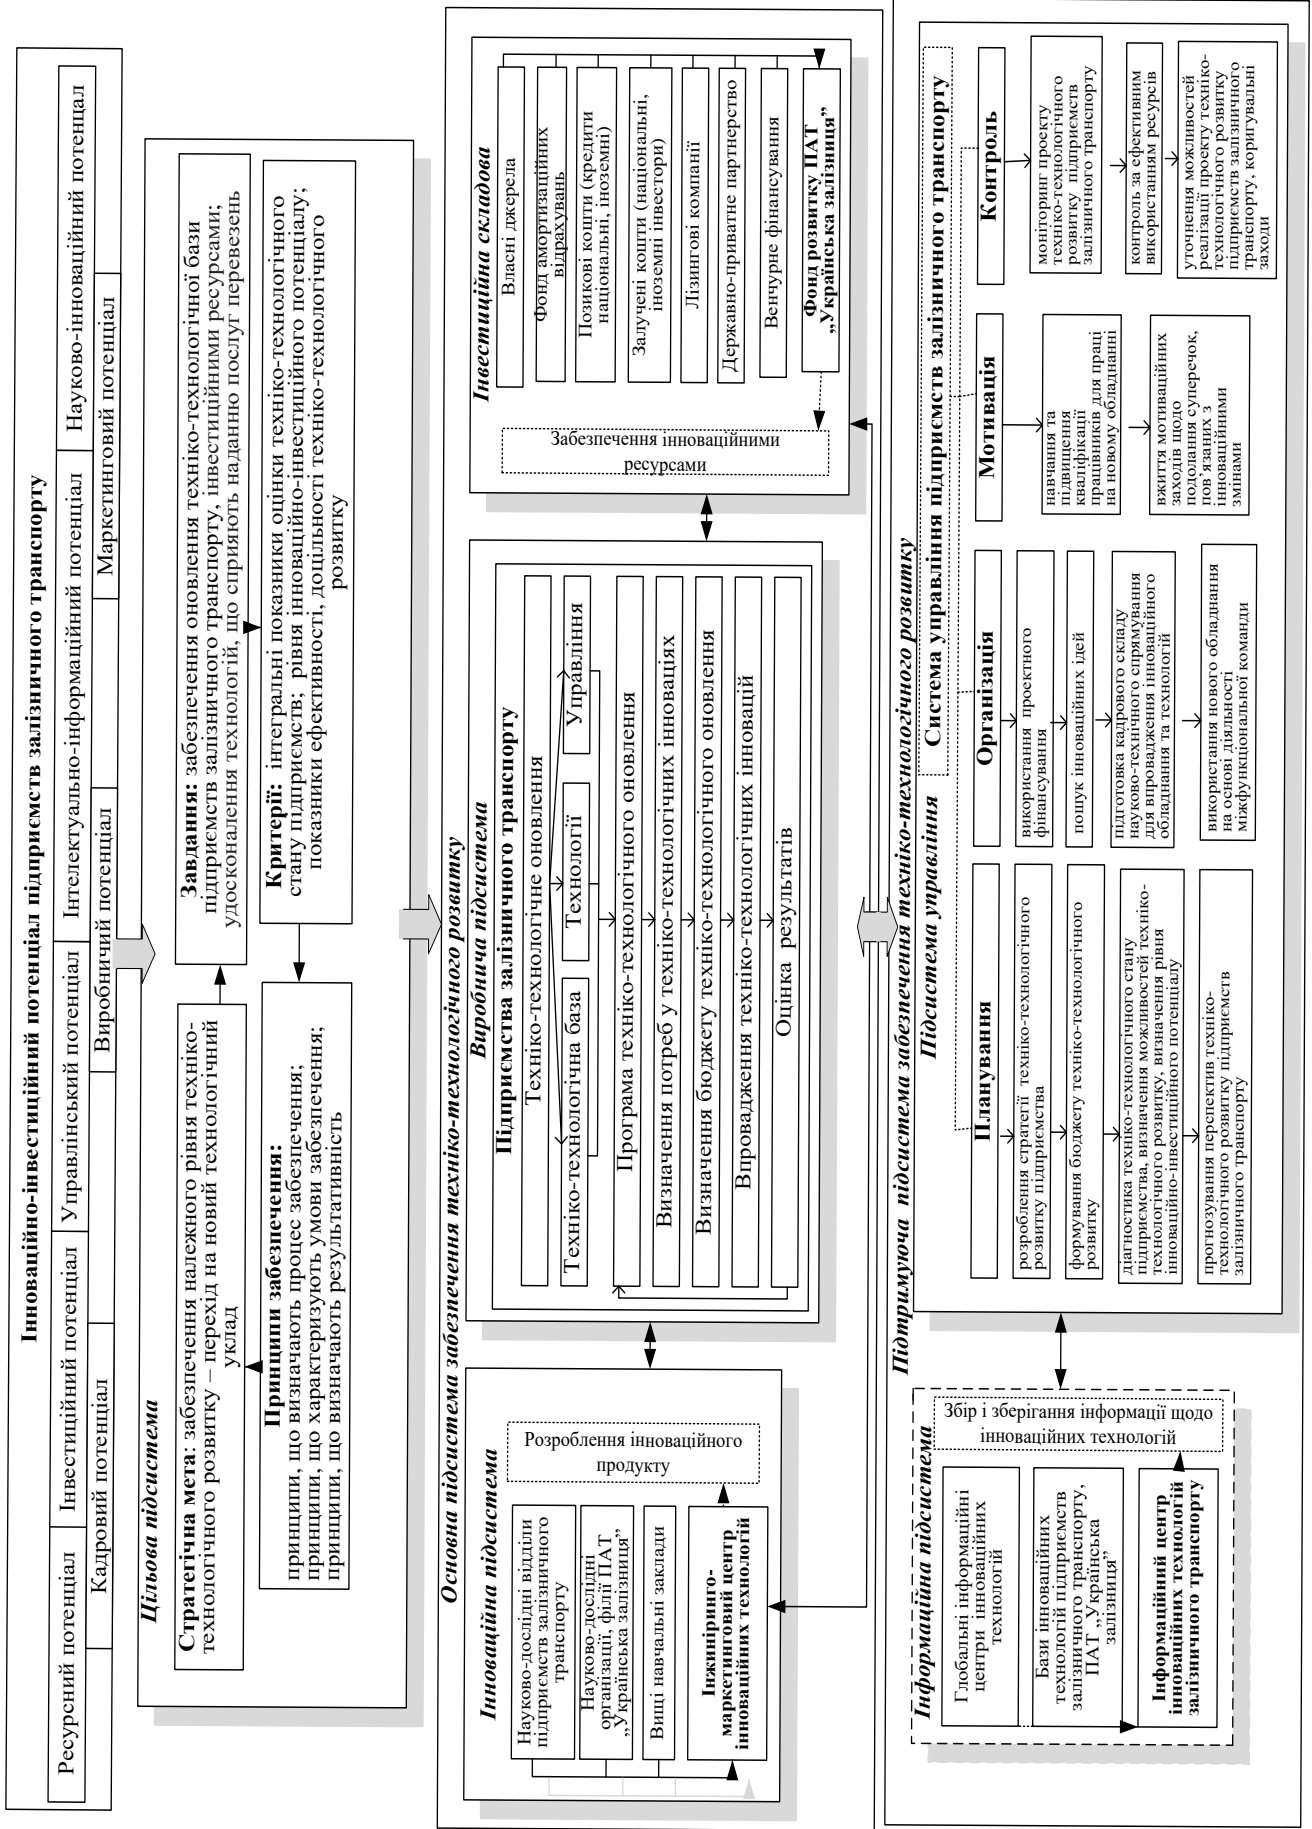 Інноваційно-інвестиційний потенціал підприємств залізничного транспорту
Ресурсний потенціал
Інвестиційний потенціал
Управлінський потенціал
Інтелектуально-інформаційний потенціал
Науково-інноваційний потенцал
Кадровий потенціал
Виробничий потенціал
Маркетинговий потенціал
Цільова підсистема
Стратегічна мета: забезпечення належного рівня техніко-
технологічного розвитку – перехід на новий технологічний
уклад
Завдання: забезпечення оновлення техніко-технологічної бази
підприємств залізничного транспорту, інвестиційними ресурсами;
удосконалення технологій, що сприяють наданню послуг перевезень
Принципи забезпечення:
принципи, що визначають процес забезпечення;
принципи, що характеризують умови забезпечення;
принципи, що визначають результативність
Критерії: інтегральні показники оцінки техніко-технологічного
стану підприємств; рівня інноваційно-інвестиційного потенціалу;
показники ефективності, доцільності техніко-технологічного
розвитку
Основна підсистема забезпечення техніко-технологічного розвитку
Інноваційна підсистема
Науково-дослідні відділи
підприємств залізничного
транспорту
Науково-дослідні
організації, філії ПАТ
„Українська залізниця”
Вищі навчальні заклади
Інжиніринго-
маркетинговий центр
інноваційних технологій
Розроблення інноваційного
продукту
Виробнича підсистема
Підприємства залізничного транспорту
Техніко-технологічне оновлення
Техніко-технологічна база
Технології
Управління
Програма техніко-технологічного оновлення
Визначення потреб у техніко-технологічних інноваціях
Визначення бюджету техніко-технологічного оновлення
Впровадження техніко-технологічних інновацій
Оцінка результатів
Інвестиційна складова
Власні джерела
Фонд амортизаційних
відрахувань
Позикові кошти (кредити
національні, іноземні)
Залучені кошти (національні,
іноземні інвестори)
Лізингові компанії
Державно-приватне партнерство
Венчурне фінансування
Фонд розвитку ПАТ
„Українська залізниця”
Забезпечення інноваційними
ресурсами
Підтримуюча підсистема забезпечення техніко-технологічного розвитку
Інформаційна підсистема
Глобальні інформаційні
центри інноваційних
технологій
Бази інноваційних
технологій підприємств
залізничного транспорту,
ПАТ „Українська
залізниця”
Інформаційний центр
інноваційних технологій
залізничного транспорту
Збір і зберігання інформації щодо
інноваційних технологій
Підсистема управління
Система управління підприємств залізничного транспорту
Планування
розроблення стратегії техніко-технологічного
розвитку підприємства
формування бюджету техніко-технологічного
розвитку
діагностика техніко-технологічного стану
підприємства, визначення можливостей техніко-
технологічного розвитку, визначення рівня
інноваційно-інвестиційного потенціалу
прогнозування перспектив техніко-
технологічного розвитку підприємств
залізничного транспорту
Організація
використання проектного
фінансування
пошук інноваційних ідей
підготовка кадрового складу
науково-технічного спрямування
для впровадження інноваційного
обладнання та технологій
використання нового обладнання
на основі діяльності
міжфункціональної команди
Мотивація
навчання та
підвищення
кваліфікації
працівників для праці
на новому обладнанні
вжиття мотиваційних
заходів щодо
подолання суперечок,
пов’язаних з
інноваційними
змінами
Контроль
моніторинг проекту
техніко-технологічного
розвитку підприємств
залізничного транспорту
контроль за ефективним
використанням ресурсів
уточнення можливостей
реалізації проекту техніко-
технологічного розвитку
підприємств залізничного
транспорту, коригувальні
заходи